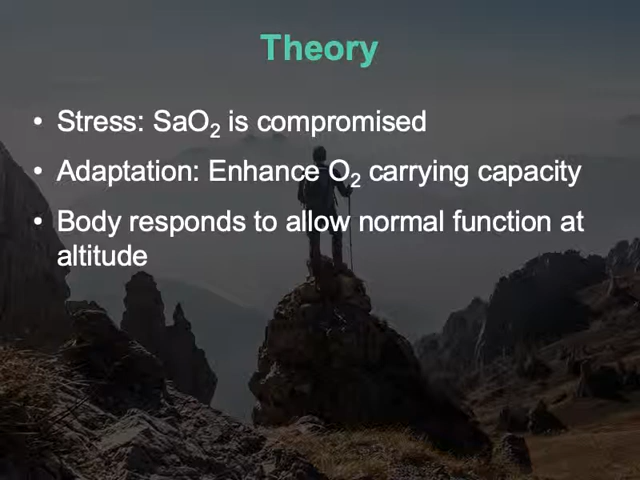 Theory
• Stress: SaO₂ is compromised
• Adaptation: Enhance O₂ carrying capacity
• Body responds to allow normal function at
altitude